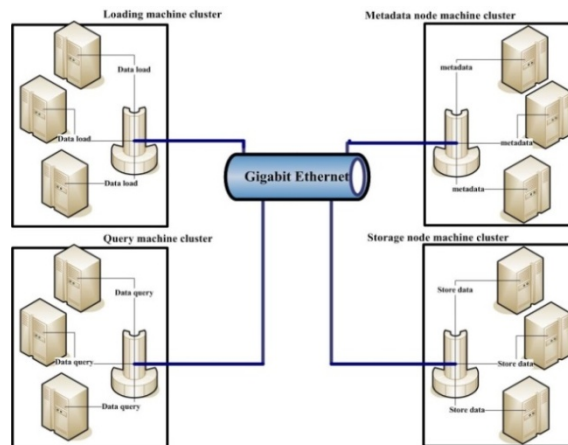 Loading machine cluster
Data load
Data load
Data load
Metadata node machine cluster
metadata
metadata
metadata
Gigabit Ethernet
Query machine cluster
Data query
Data query
Data query
Storage node machine cluster
Store data
Store data
Store data